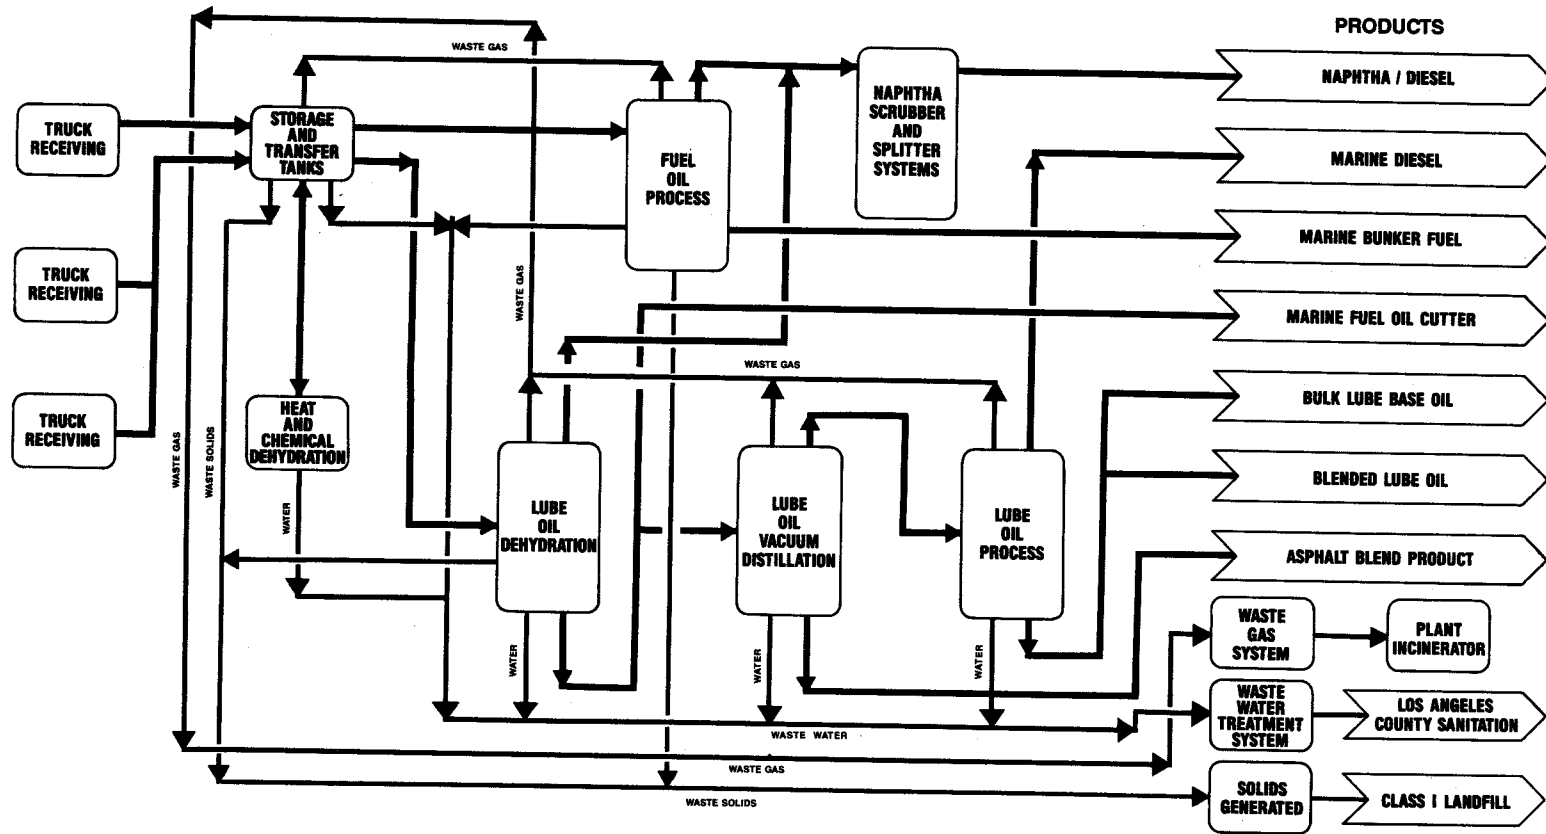 PRODUCTS
WASTE GAS
NAPHTHA / DIESEL
TRUCK
RECEIVING
STORAGE
AND
TRANSFER
TANKS
FUEL
OIL
PROCESS
NAPHTHA
SCRUBBER
AND
SPLITTER
SYSTEMS
MARINE DIESEL
MARINE BUNKER FUEL
TRUCK
RECEIVING
WASTE GAS
MARINE FUEL OIL CUTTER
WASTE GAS
TRUCK
RECEIVING
HEAT
AND
CHEMICAL
DEHYDRATION
BULK LUBE BASE OIL
WASTE GAS
WASTE SOLIDS
WATER
LUBE
OIL
DEHYDRATION
LUBE
OIL
VACUUM
DISTILLATION
LUBE
OIL
PROCESS
BLENDED LUBE OIL
ASPHALT BLEND PRODUCT
WATER
WATER
WATER
WASTE
GAS
SYSTEM
PLANT
INCINERATOR
WASTE WATER
WASTE
WATER
TREATMENT
SYSTEM
LOS ANGELES
COUNTY SANITATION
WASTE GAS
WASTE SOLIDS
SOLIDS
GENERATED
CLASS I LANDFILL